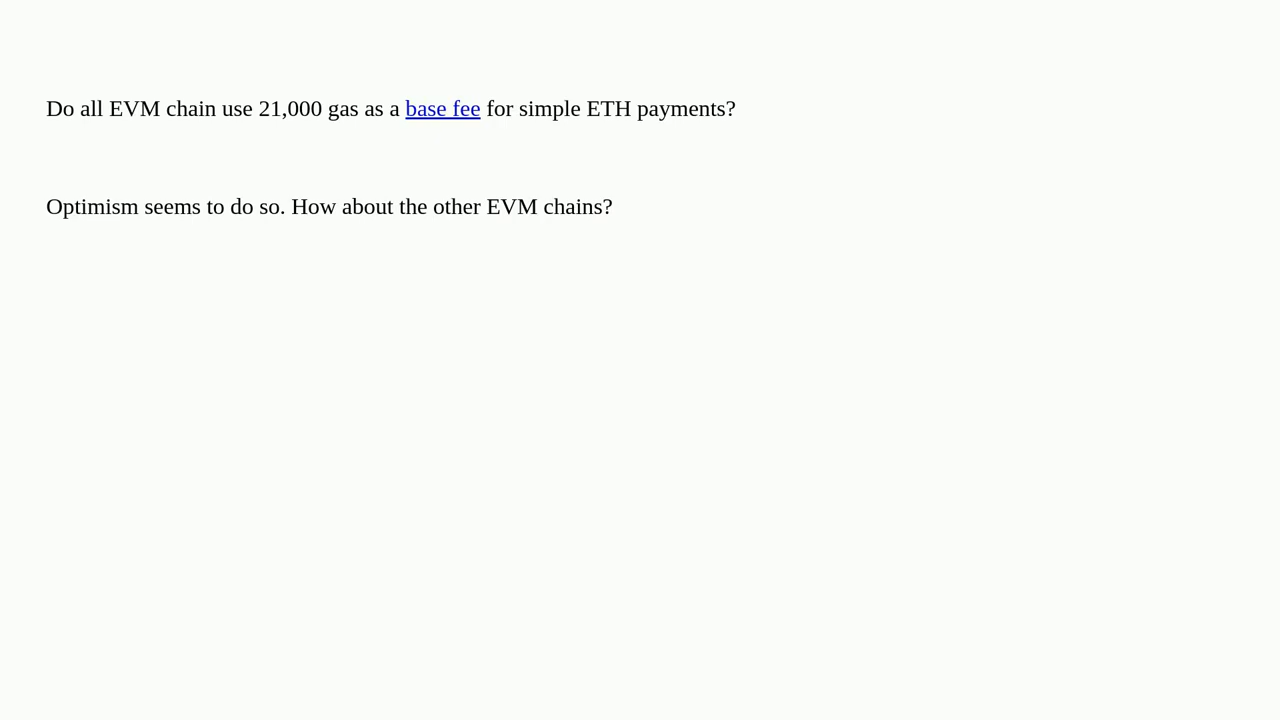 Do all EVM chain use 21,000 gas as a base fee for simple ETH payments?
Optimism seems to do so. How about the other EVM chains?